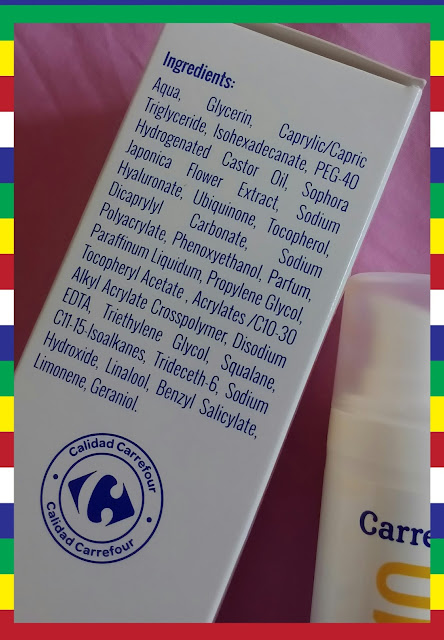 Ingredients:
Aqua, Glycerin, Caprylic/Capric
Triglyceride, Isohexadecanate, PEG-40
Hydrogenated Castor Oil, Sophora
Japonica Flower Extract, Sodium
Hyaluronate, Ubiquinone, Tocopherol,
Dicaprylyl Carbonate, Sodium
Polyacrylate, Phenoxyethanol, Parfum,
Paraffinum Liquidum, Propylene Glycol,
Tocopheryl Acetate , Acrylates /C10-30
Alkyl Acrylate Crosspolymer, Disodium
EDTA, Triethylene Glycol, Squalane,
C11-15-Isoalkanes, Trideceth-6, Sodium
Hydroxide, Linalool, Benzyl Salicylate,
Limonene, Geraniol.
Calidad Carrefour
Calidad Carrefour
Carre